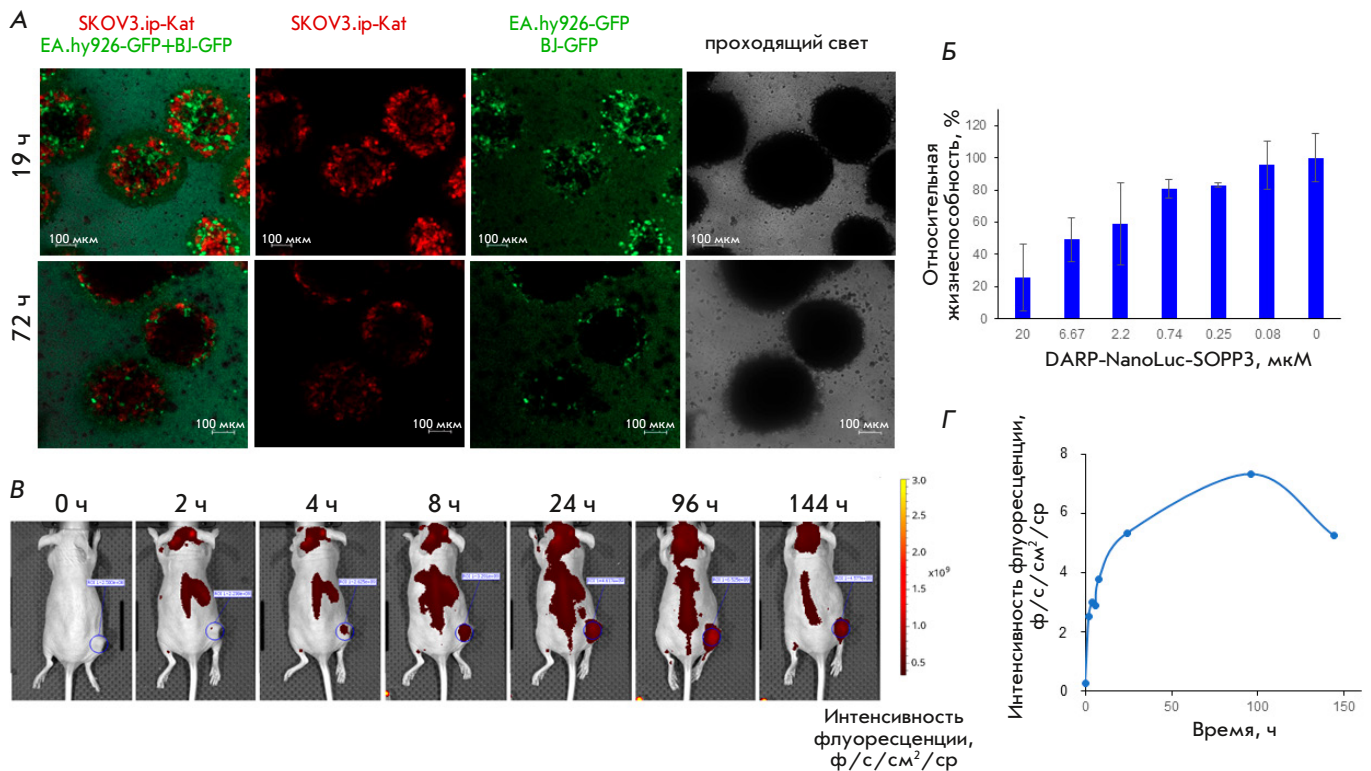 А
SKOV3.ip-Kat
EA.hy926-GFP+BJ-GFP
SKOV3.ip-Kat
EA.hy926-GFP
BJ-GFP
проходящий свет
19 ч
100 мкм
100 мкм
100 мкм
100 мкм
72 ч
100 мкм
100 мкм
100 мкм
100 мкм
Б
Относительная
жизнеспособность, %
120
100
80
60
40
20
0
20 6.67 2.2 0.74 0.25 0.08 0
DARP-NanoLuc-SOPP3, мкМ
В
0 ч 2 ч 4 ч 8 ч 24 ч 96 ч 144 ч
3.0
2.5
2.0
x10⁹
1.5
1.0
0.5
Интенсивность
флуоресценции,
ф/с/см²/ср
Г
Интенсивность флуоресценции,
ф/с/см²/ср
8
6
4
2
0
0 50 100 150
Время, ч